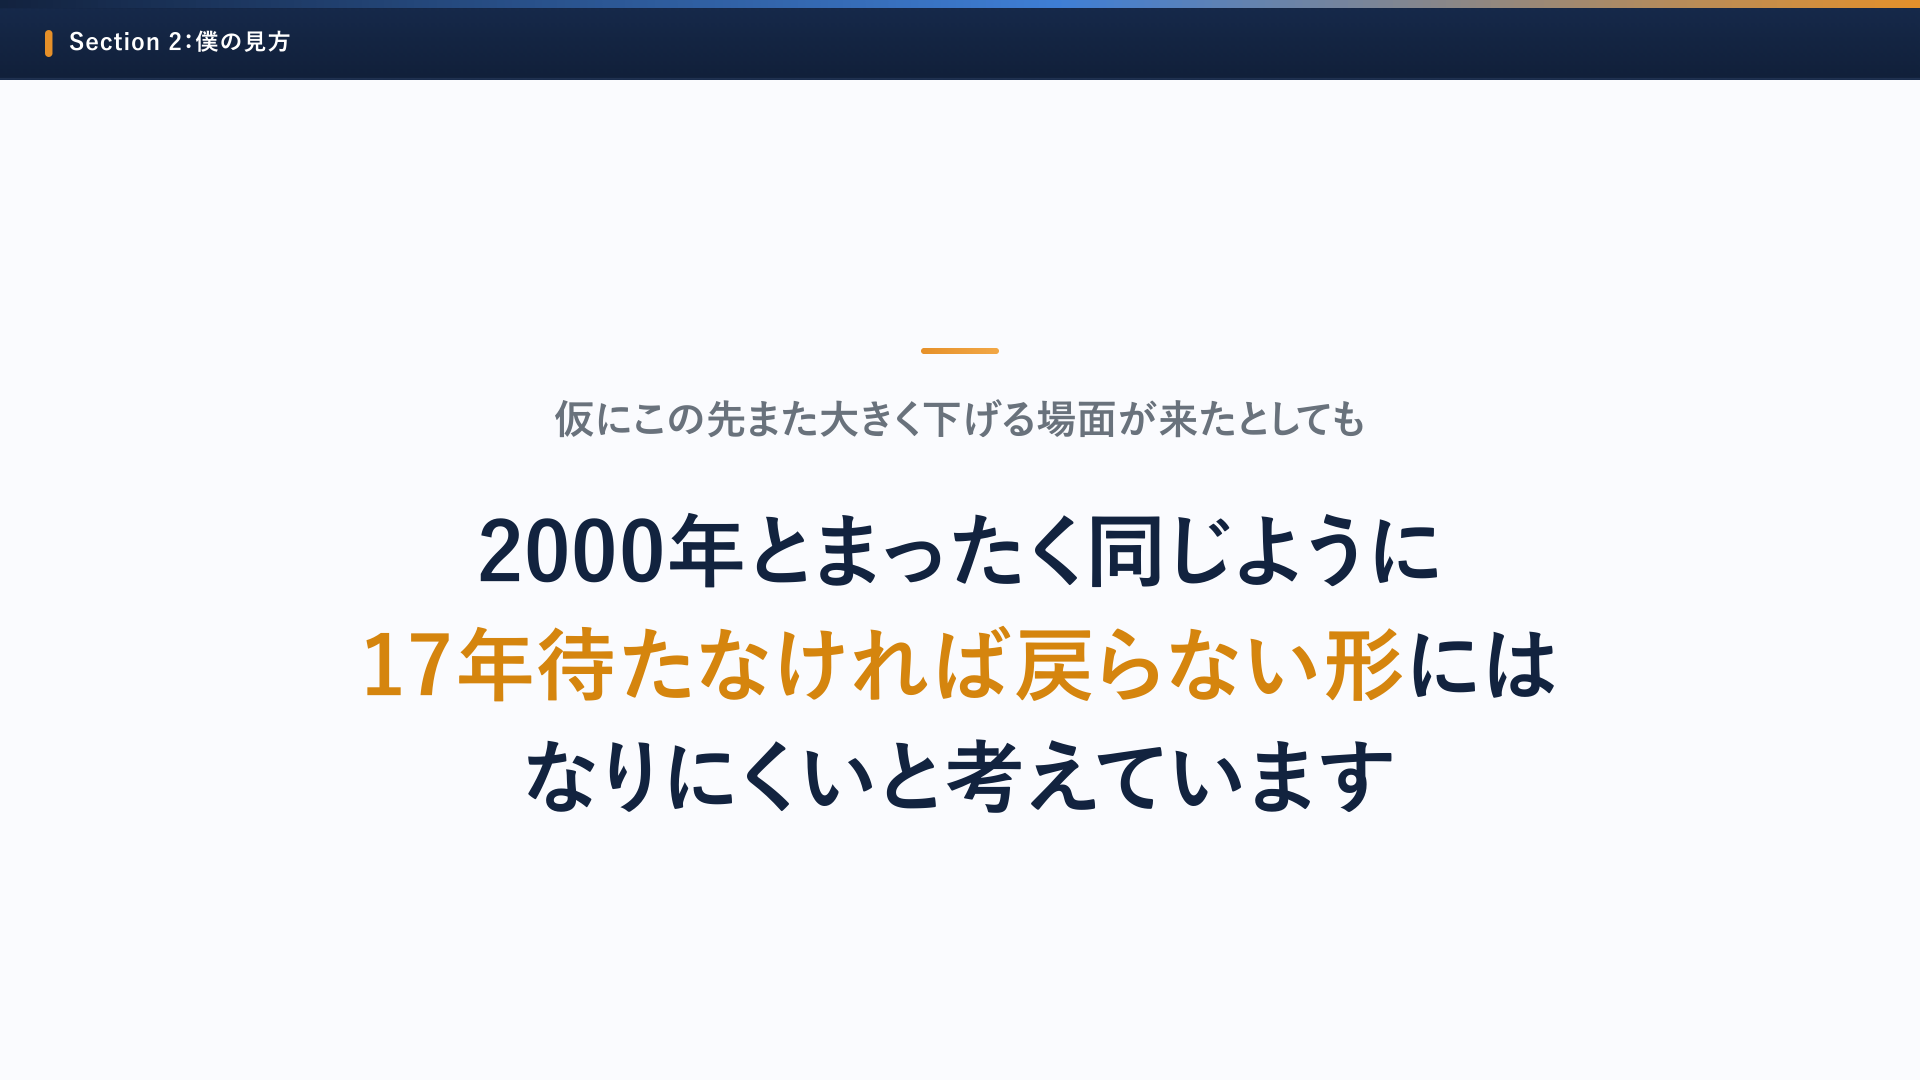 Section 2：僕の見方
仮にこの先また大きく下げる場面が来たとしても
2000年とまったく同じように
17年待たなければ戻らない形には
なりにくいと考えています